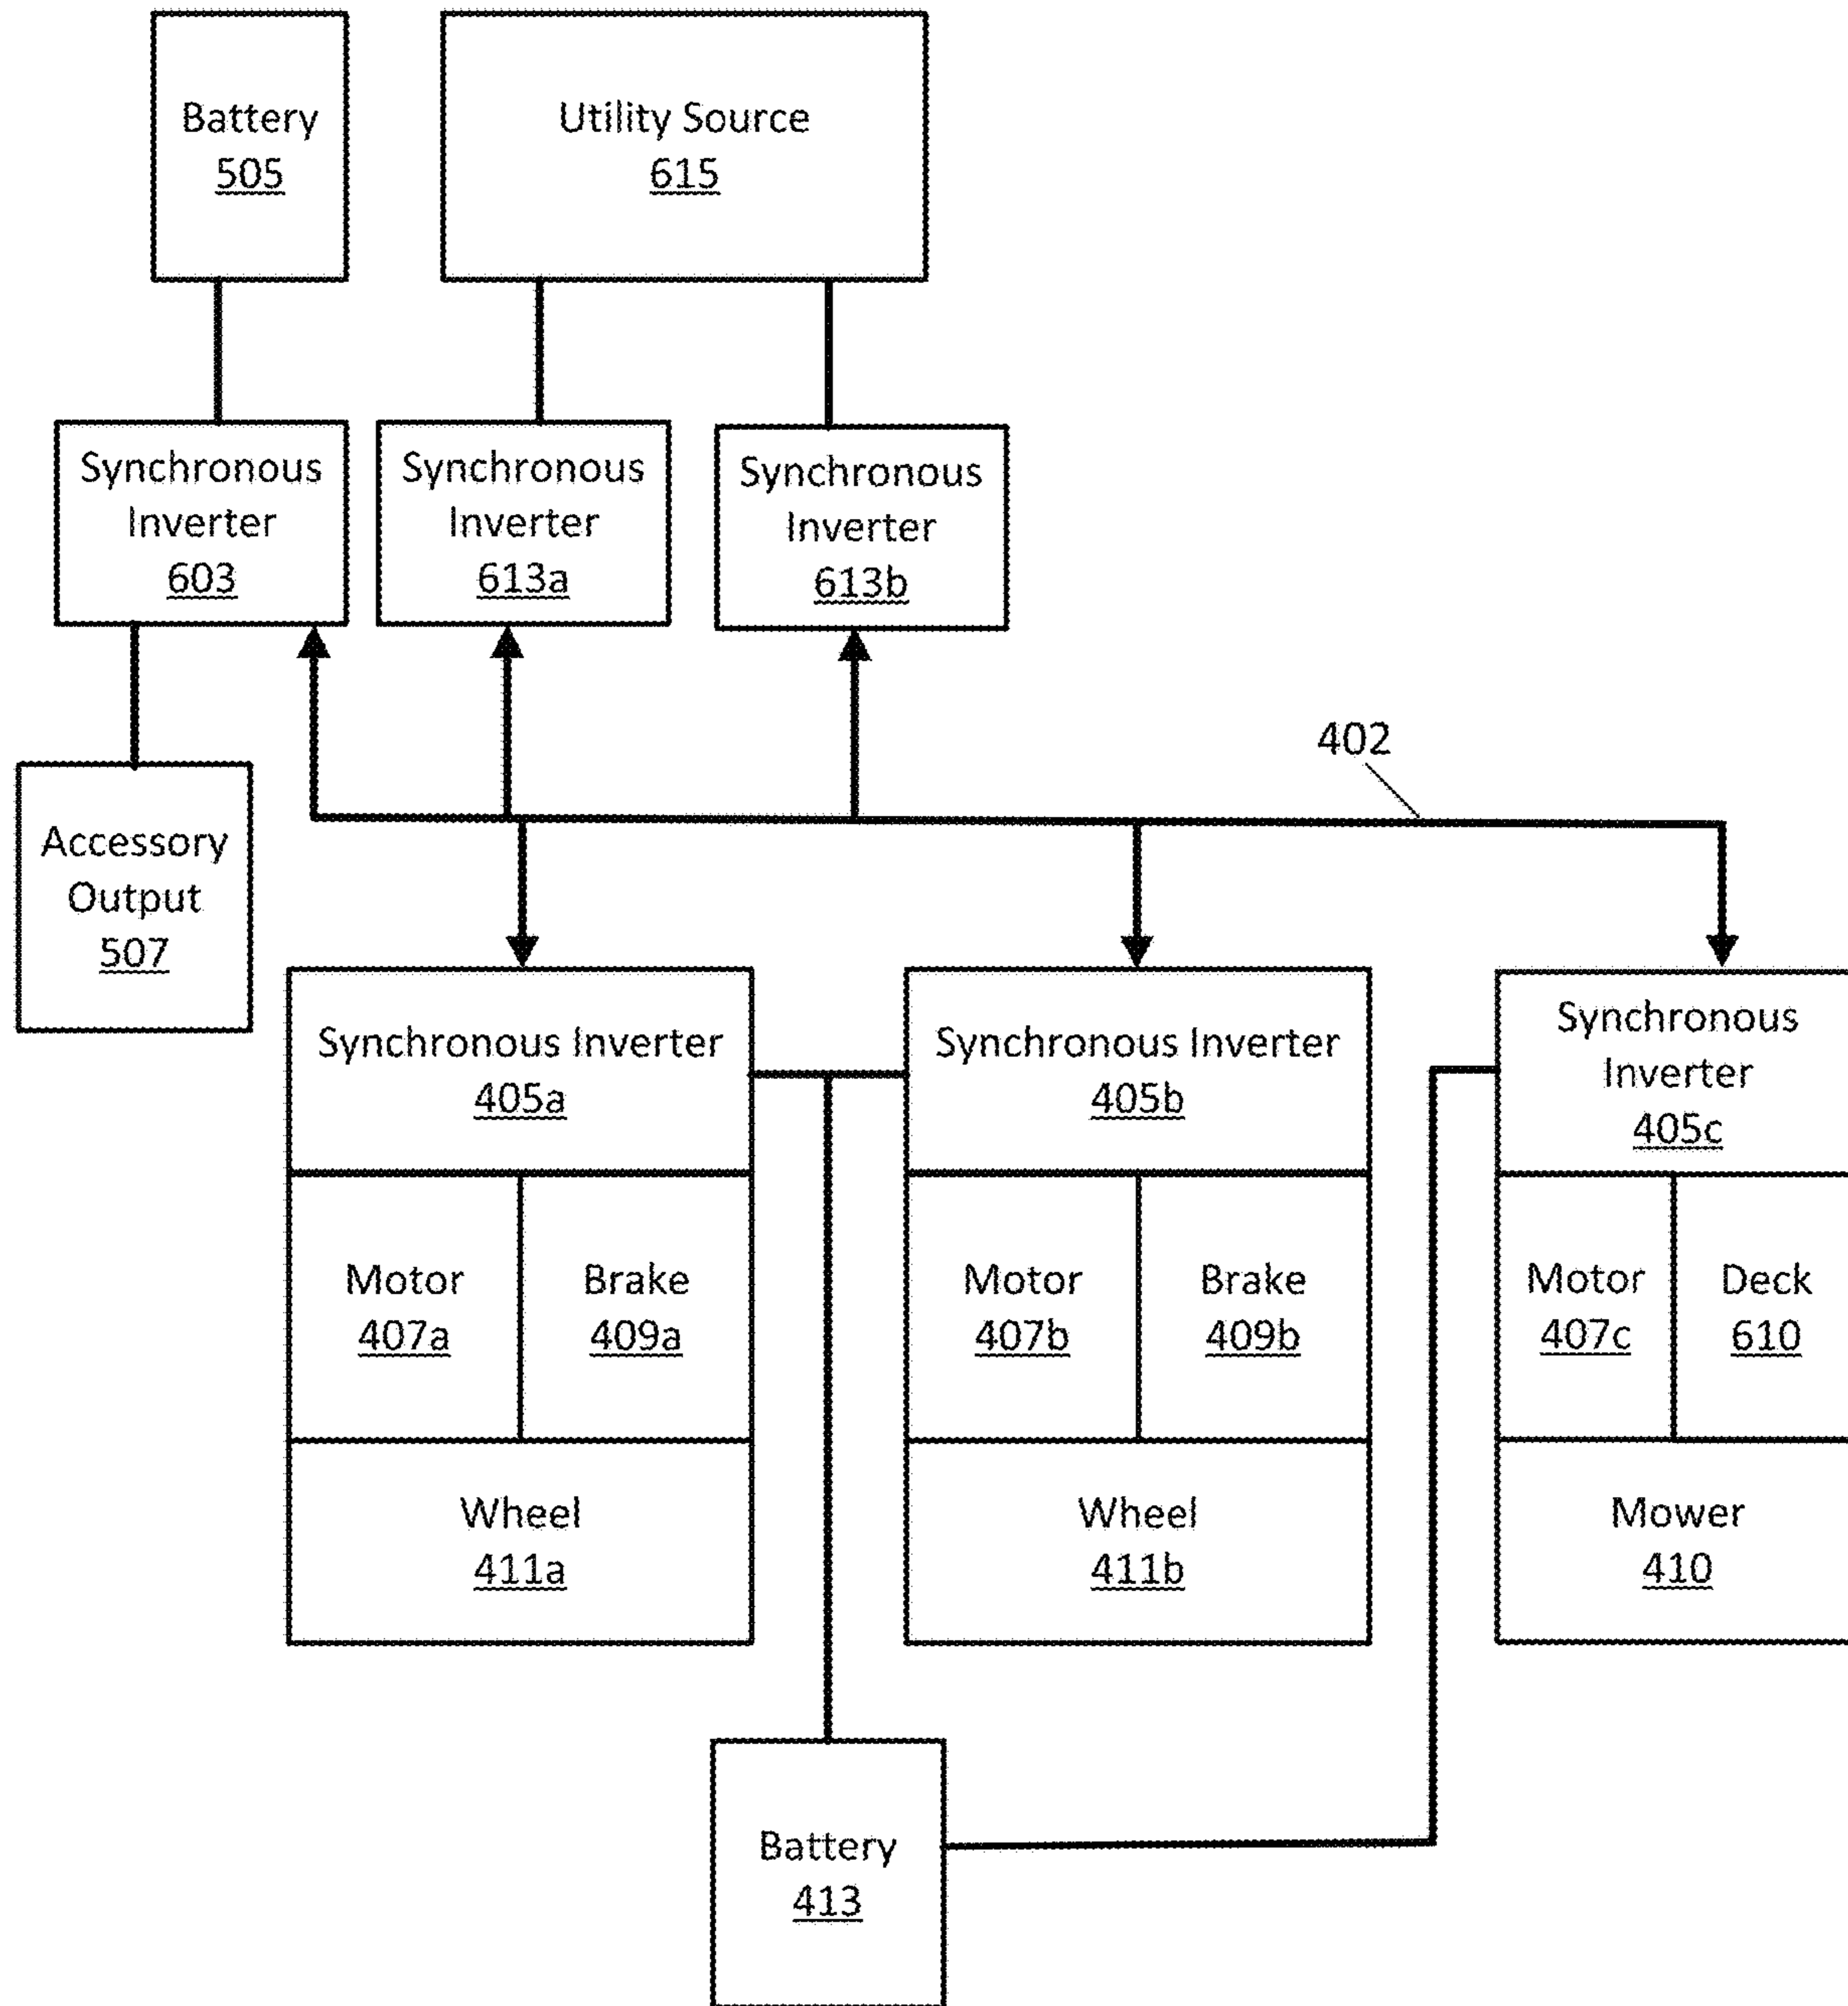 Battery
505
Utility Source
615
Synchronous
Inverter
603
Synchronous
Inverter
613a
Synchronous
Inverter
613b
402
Accessory
Output
507
Synchronous Inverter
405a
Synchronous Inverter
405b
Synchronous
Inverter
405c
Motor
407a
Brake
409a
Motor
407b
Brake
409b
Motor
407c
Deck
610
Wheel
411a
Wheel
411b
Mower
410
Battery
413